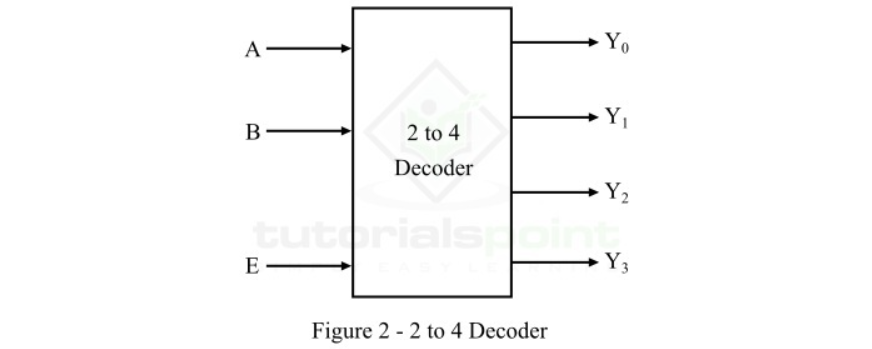 A
B
E
2 to 4
Decoder
Y₀
Y₁
Y₂
Y₃
tutorialspoint
Figure 2 - 2 to 4 Decoder